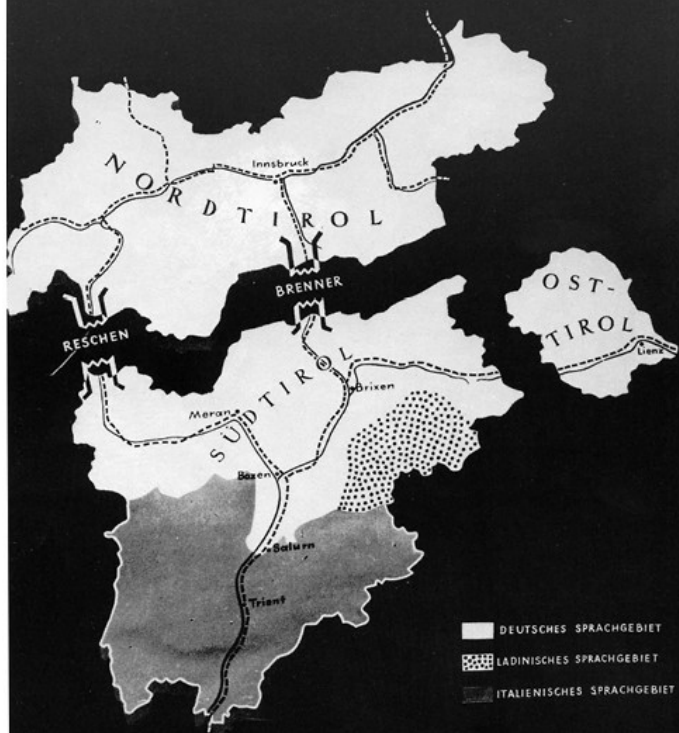 Innsbruck
NORDTIROL
BRENNER
RESCHEN
OST-
TIROL
Lienz
SÜDTIROL
Brixen
Meran
Bozen
Salurn
Trient
DEUTSCHES SPRACHGEBIET
LADINISCHES SPRACHGEBIET
ITALIENISCHES SPRACHGEBIET